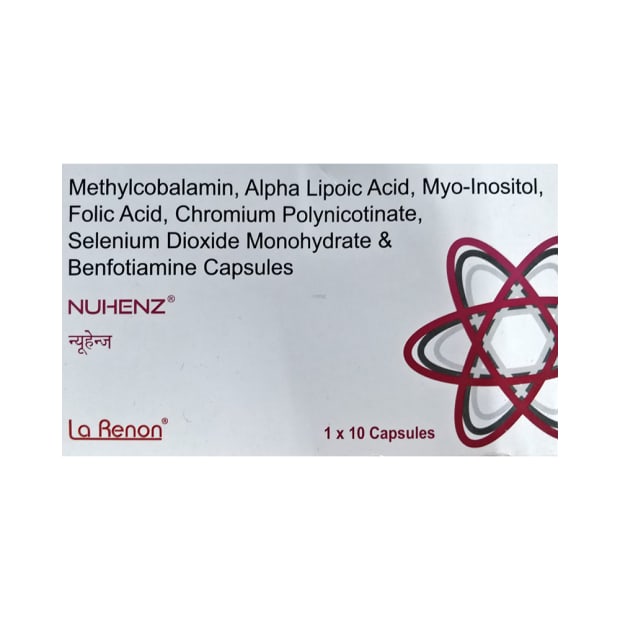 Methylcobalamin, Alpha Lipoic Acid, Myo-Inositol,
Folic Acid, Chromium Polynicotinate,
Selenium Dioxide Monohydrate &
Benfotiamine Capsules
NUHENZ®
न्यूहेन्ज
La Renon®
1 x 10 Capsules